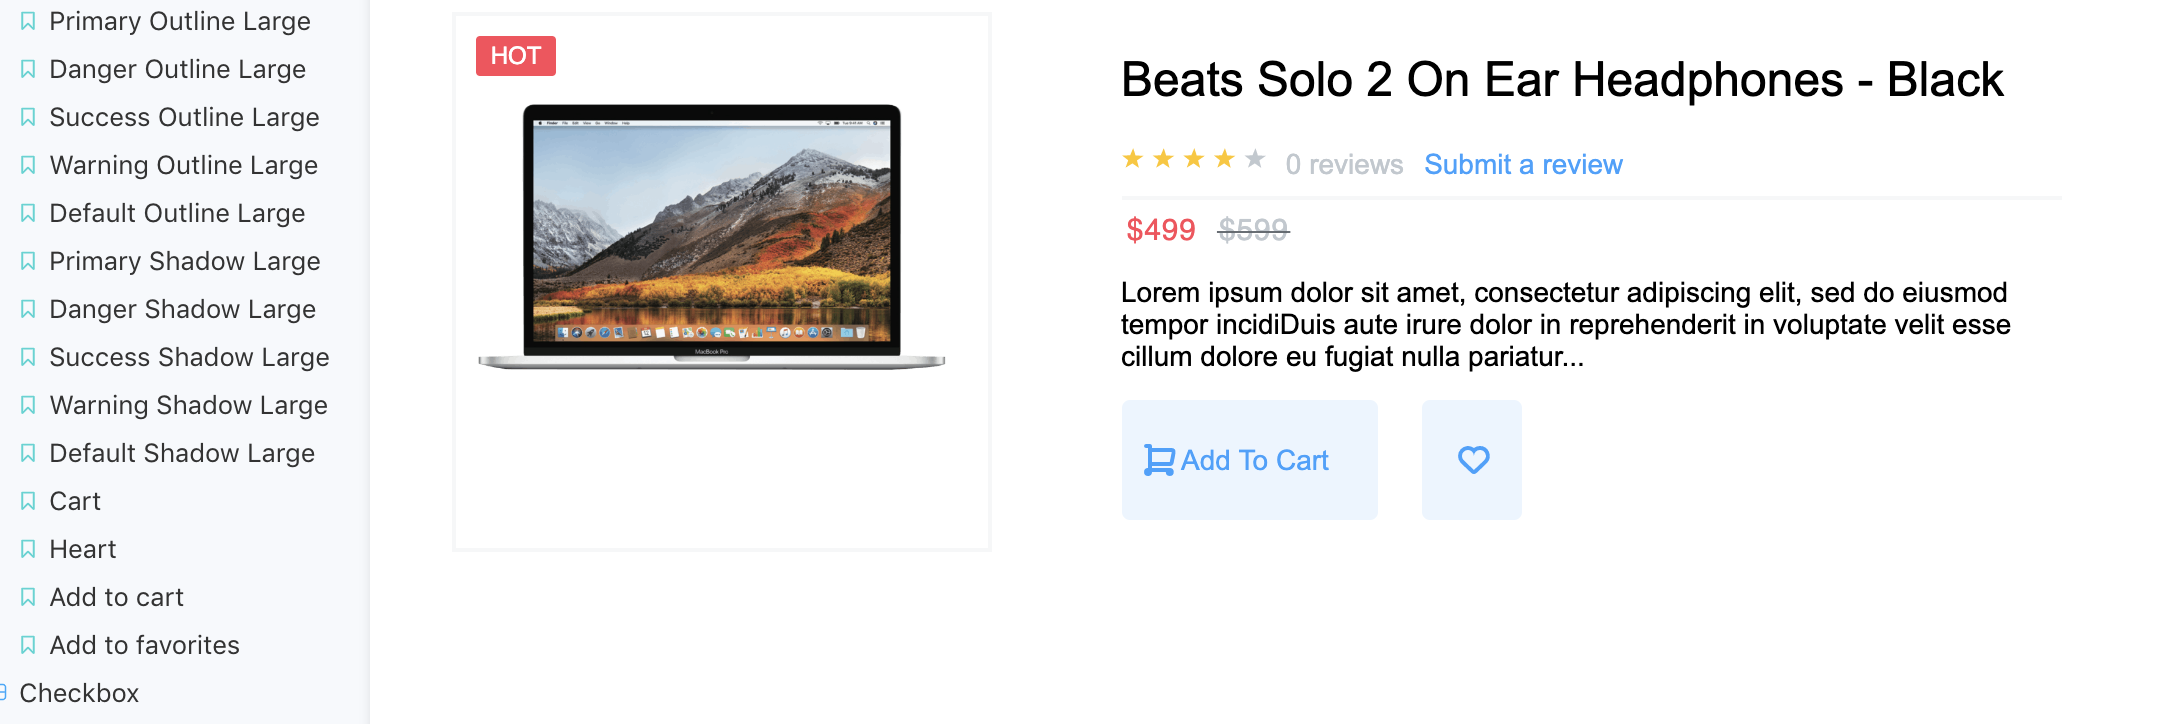 Primary Outline Large
Danger Outline Large
Success Outline Large
Warning Outline Large
Default Outline Large
Primary Shadow Large
Danger Shadow Large
Success Shadow Large
Warning Shadow Large
Default Shadow Large
Cart
Heart
Add to cart
Add to favorites
Checkbox
HOT
MacBook Pro
Beats Solo 2 On Ear Headphones - Black
0 reviews Submit a review
$499 $599
Lorem ipsum dolor sit amet, consectetur adipiscing elit, sed do eiusmod
tempor incidiDuis aute irure dolor in reprehenderit in voluptate velit esse
cillum dolore eu fugiat nulla pariatur...
Add To Cart